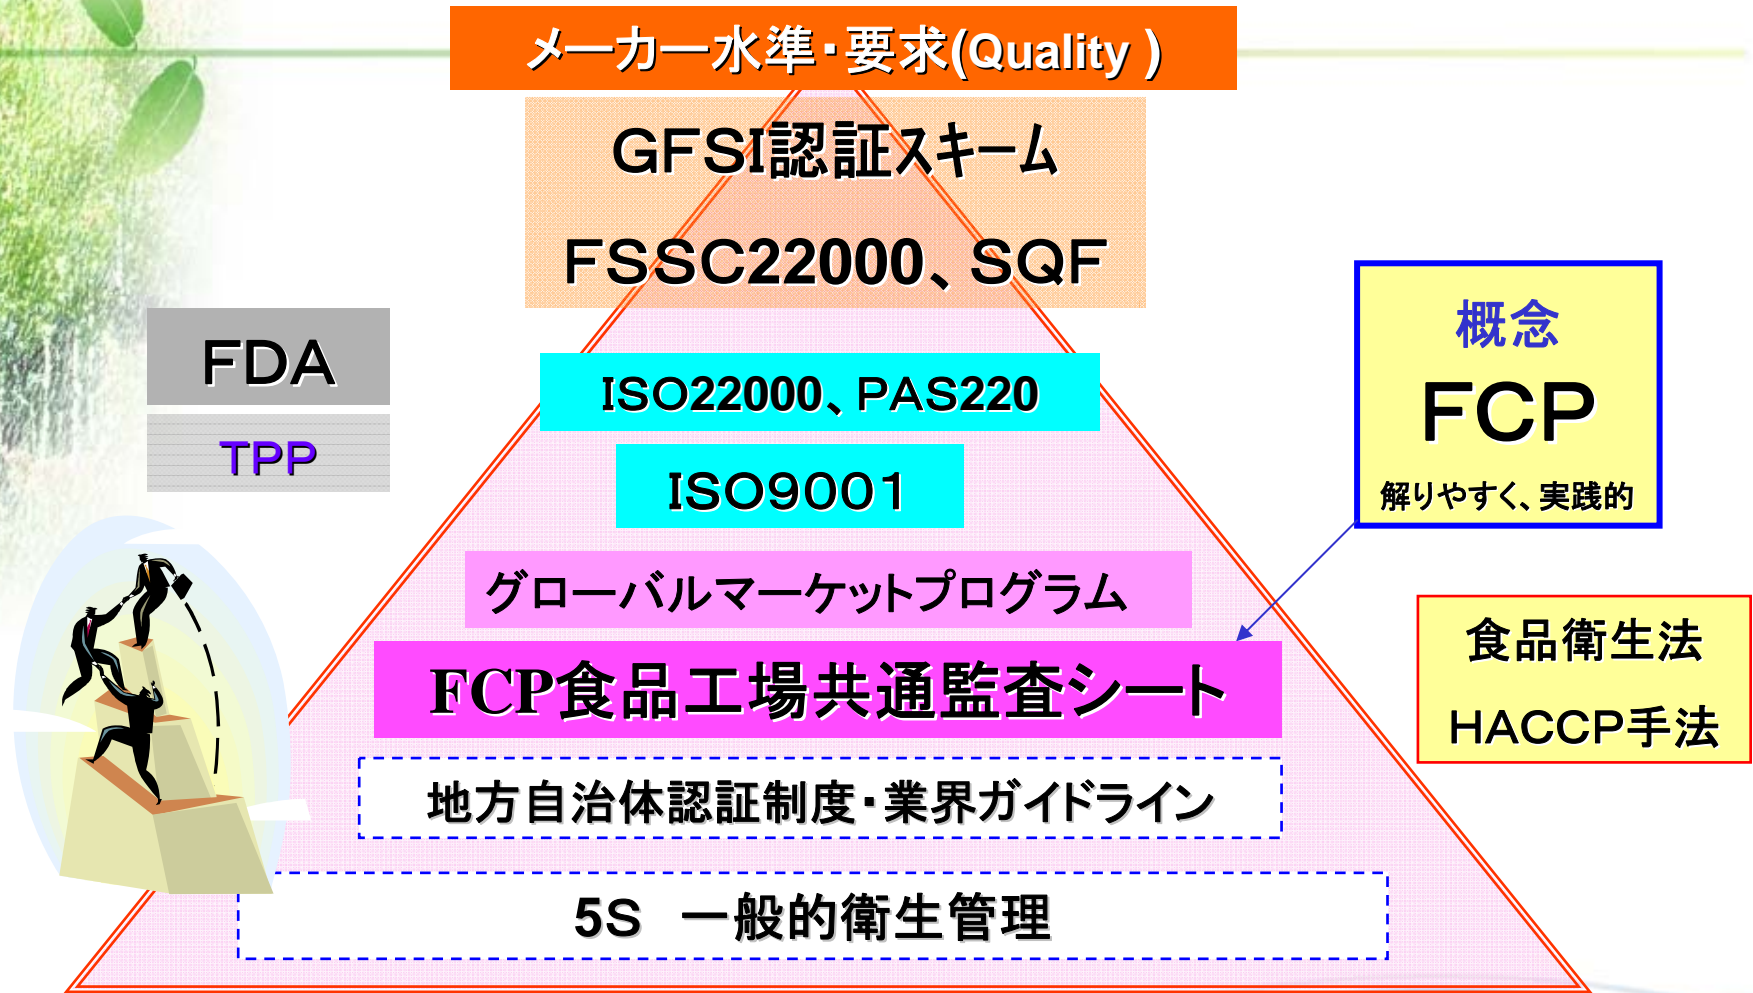 メーカー水準・要求(Quality )
GFSI認証スキーム
FSSC22000、SQF
FDA
TPP
ISO22000、PAS220
ISO9001
概念
FCP
解りやすく、実践的
グローバルマーケットプログラム
FCP食品工場共通監査シート
食品衛生法
HACCP手法
地方自治体認証制度・業界ガイドライン
5S　一般的衛生管理